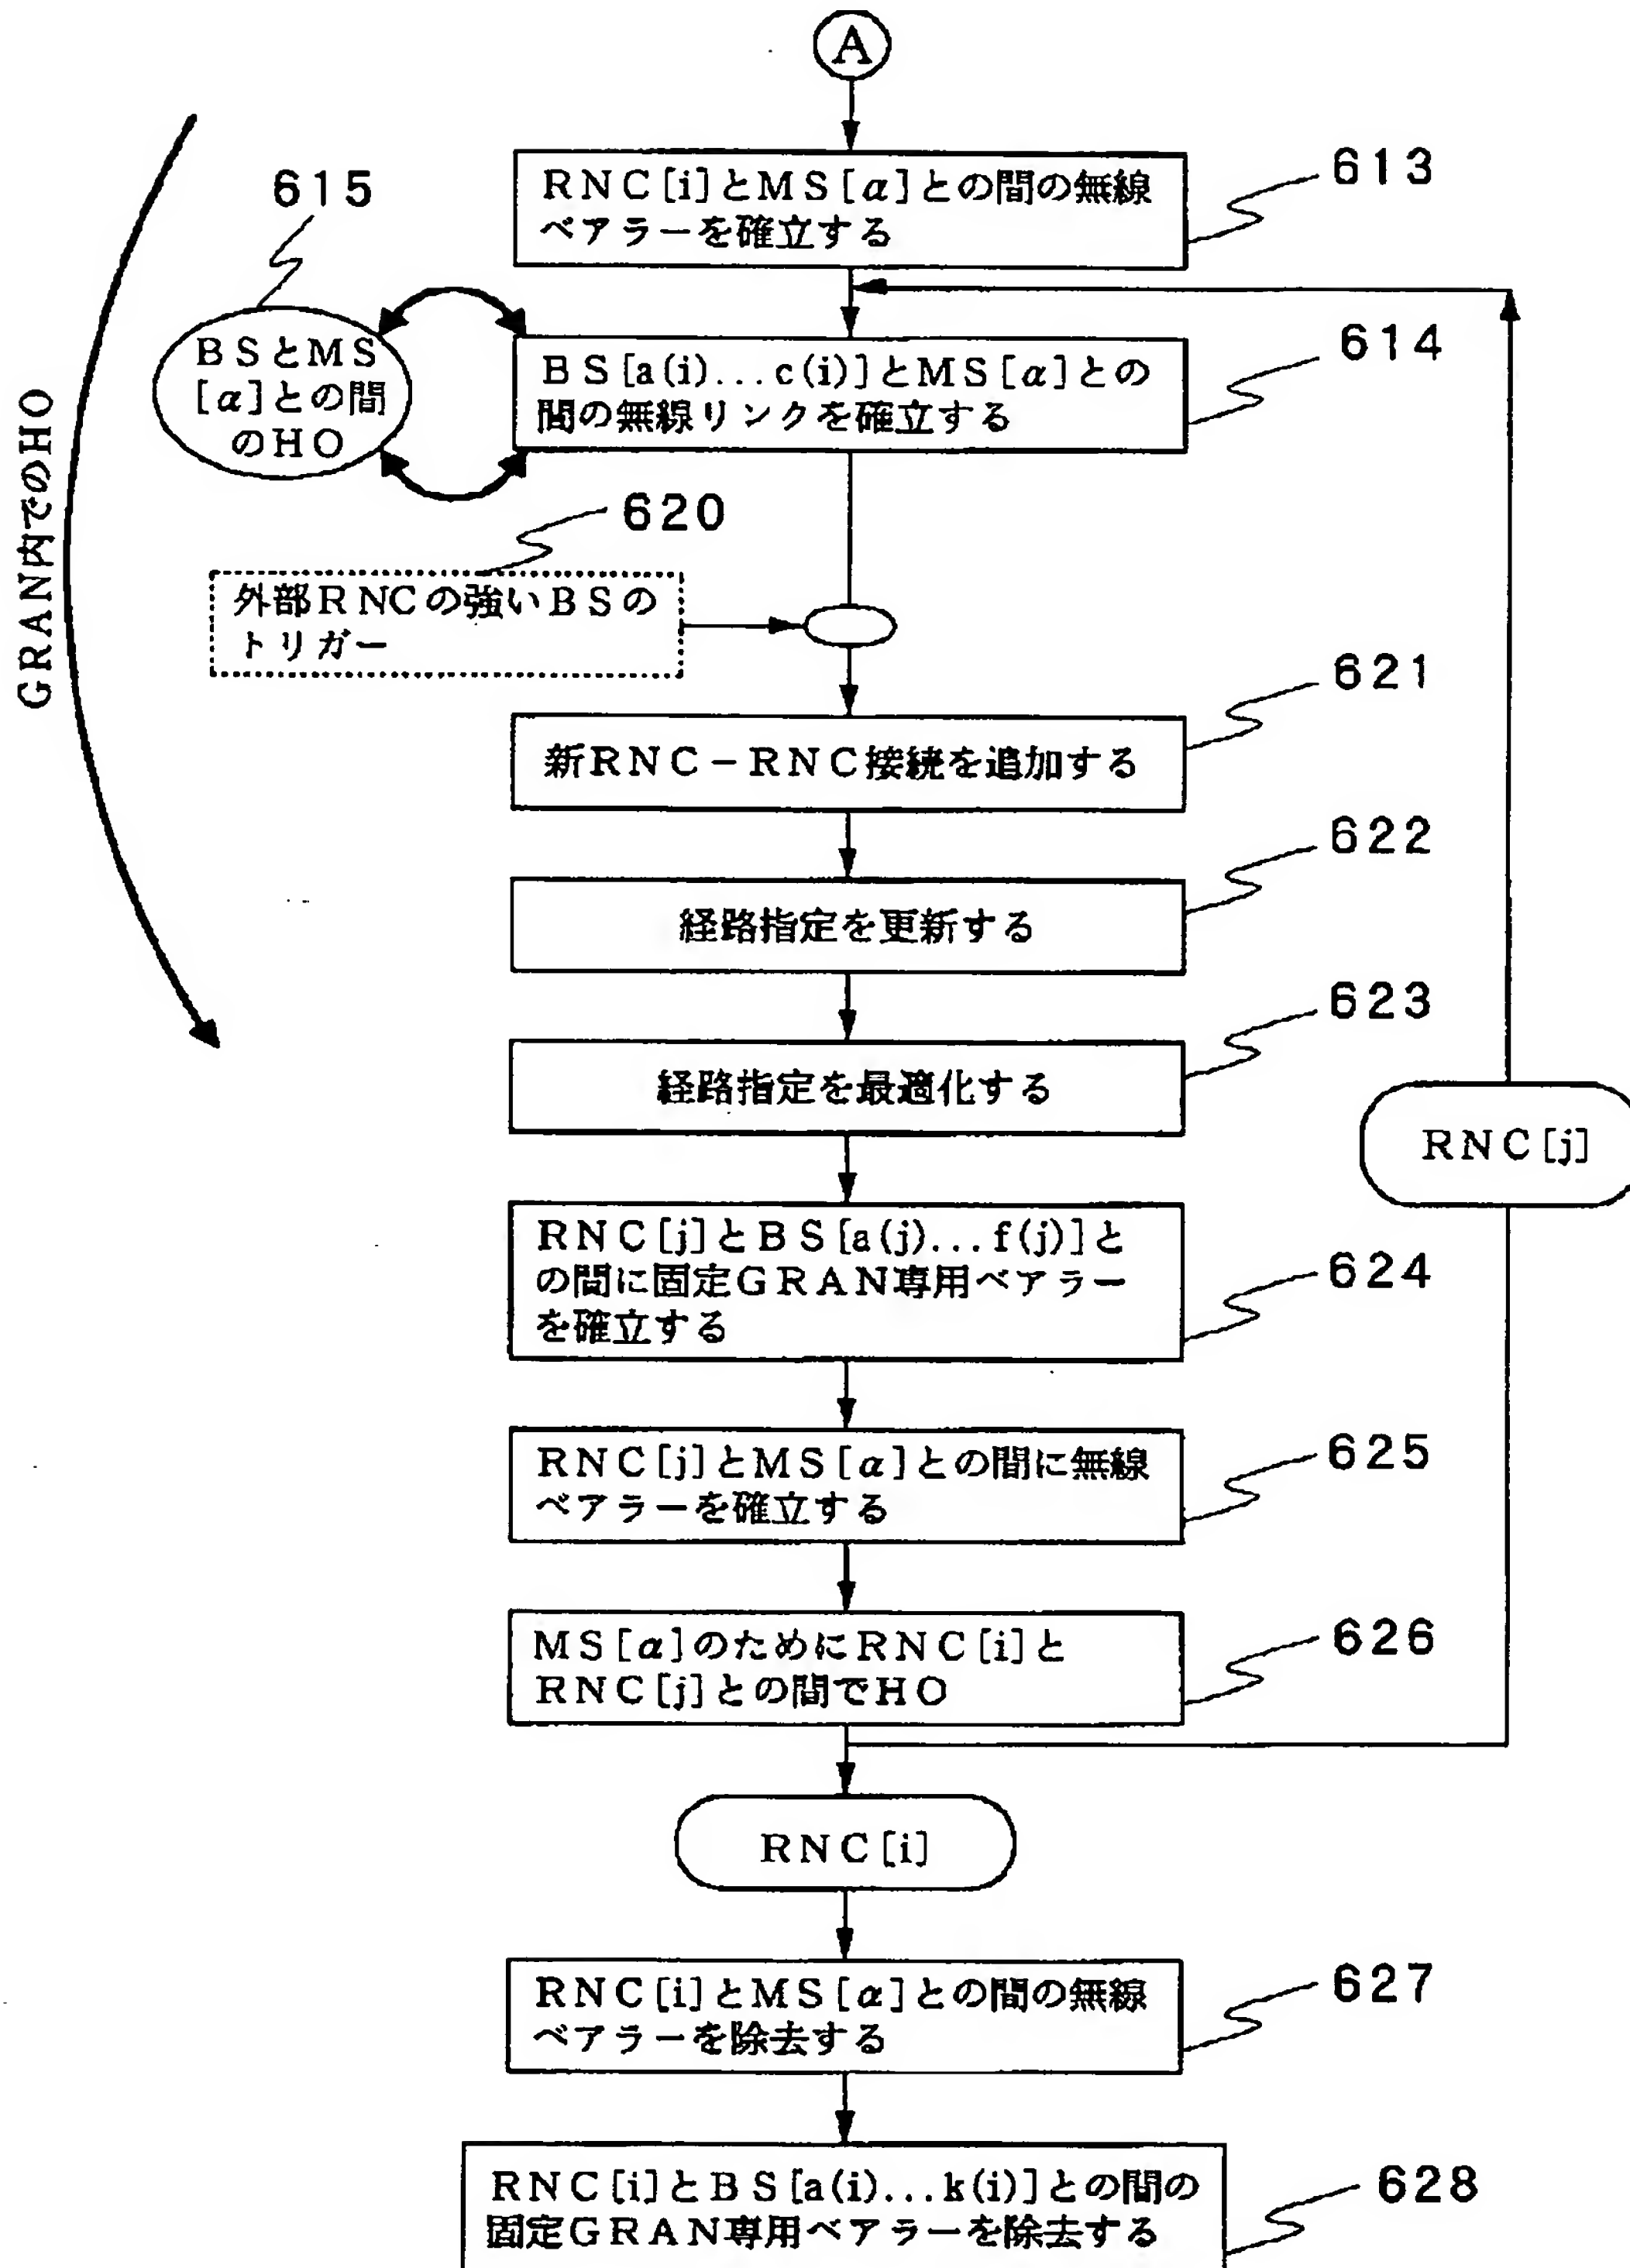 A
RNC[i]とMS[α]との間の無線
ベアラーを確立する
613
615
BSとMS
[α]との間
のHO
BS[a(i)...c(i)]とMS[α]との
間の無線リンクを確立する
614
GRAN内でのHO
620
外部RNCの強いBSの
トリガー
621
新RNC－RNC接続を追加する
622
経路指定を更新する
623
経路指定を最適化する
RNC[j]
RNC[j]とBS[a(j)...f(j)]と
の間に固定GRAN専用ベアラー
を確立する
624
RNC[j]とMS[α]との間に無線
ベアラーを確立する
625
MS[α]のためにRNC[i]と
RNC[j]との間でHO
626
RNC[i]
RNC[i]とMS[α]との間の無線
ベアラーを除去する
627
RNC[i]とBS[a(i)...k(i)]との間の
固定GRAN専用ベアラーを除去する
628